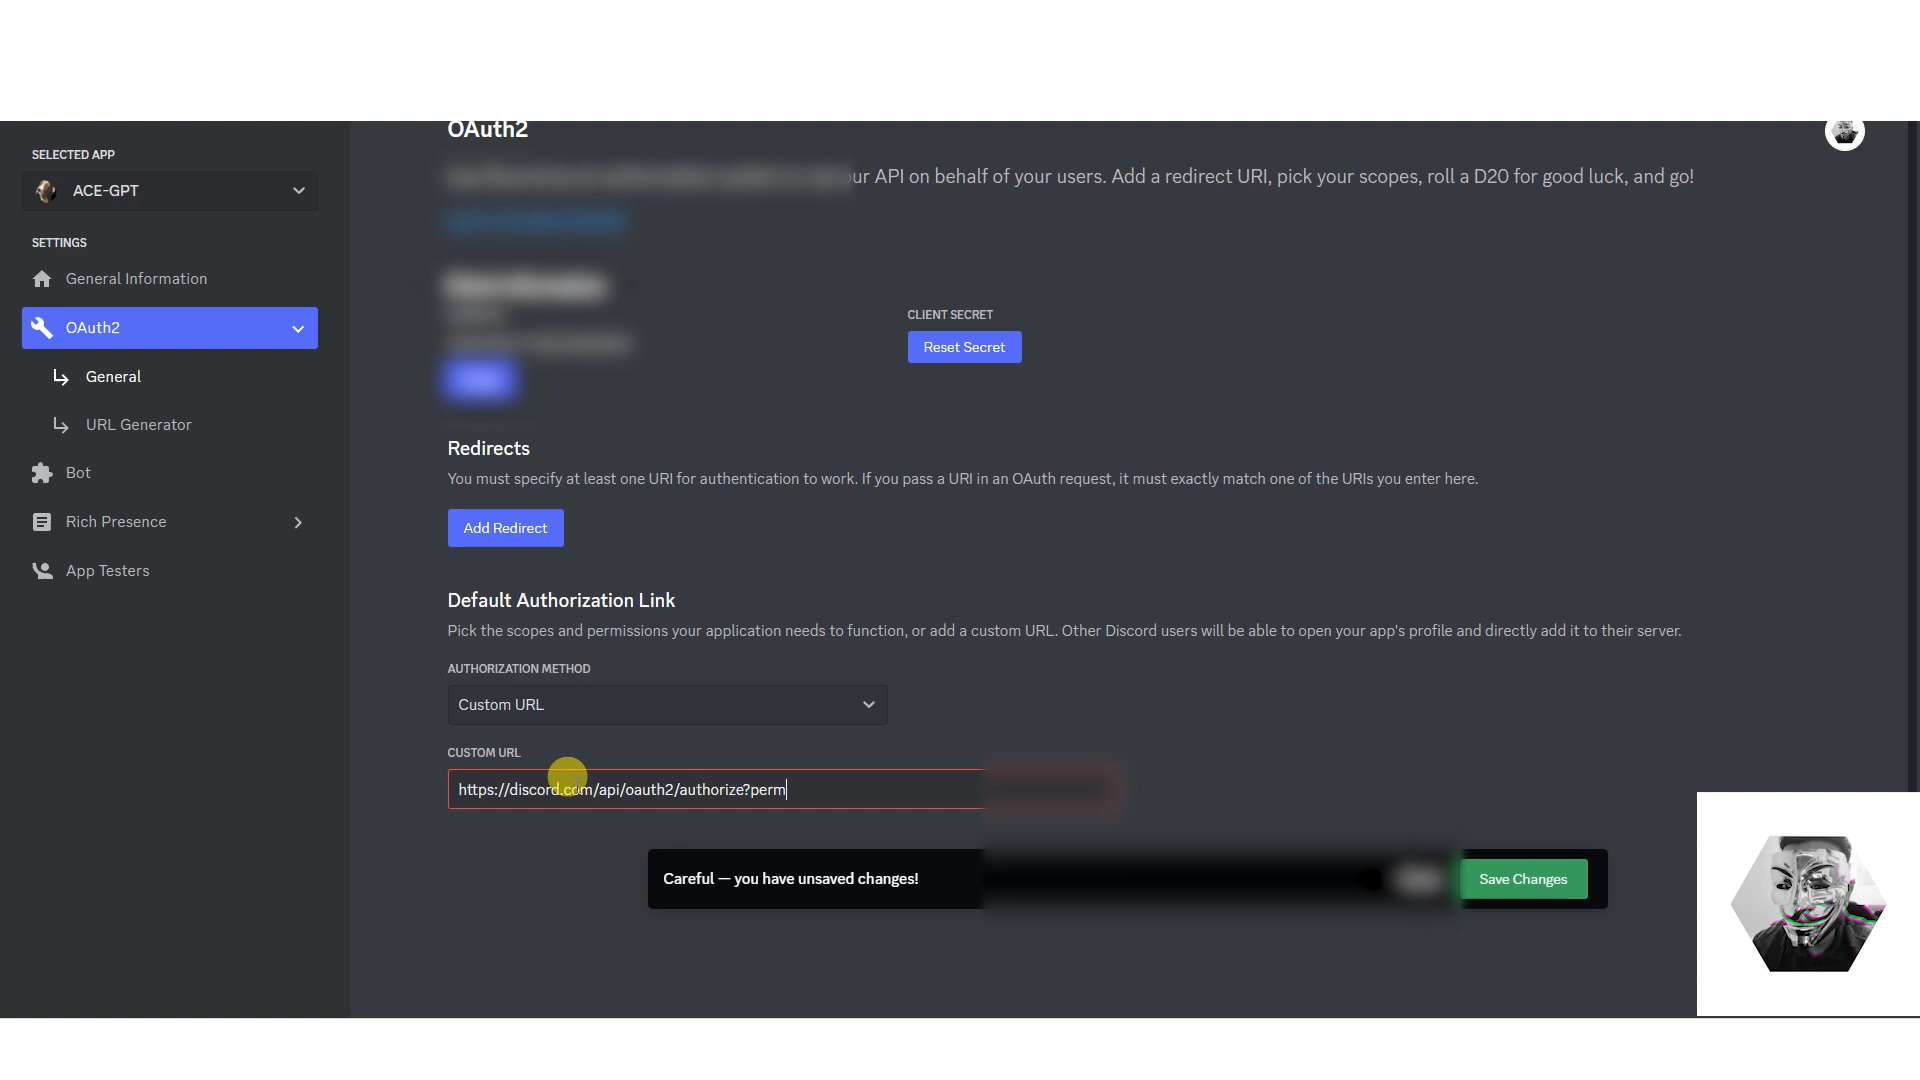 OAuth2
SELECTED APP
ur API on behalf of your users. Add a redirect URI, pick your scopes, roll a D20 for good luck, and go!
ACE-GPT
SETTINGS
General Information
CLIENT SECRET
OAuth2
Reset Secret
General
URL Generator
Redirects
Bot
You must specify at least one URI for authentication to work. If you pass a URI in an OAuth request, it must exactly match one of the URIs you enter here.
Rich Presence
Add Redirect
App Testers
Default Authorization Link
Pick the scopes and permissions your application needs to function, or add a custom URL. Other Discord users will be able to open your app's profile and directly add it to their server.
AUTHORIZATION METHOD
Custom URL
CUSTOM URL
https://discord.com/api/oauth2/authorize?perm
Careful — you have unsaved changes!
Save Changes